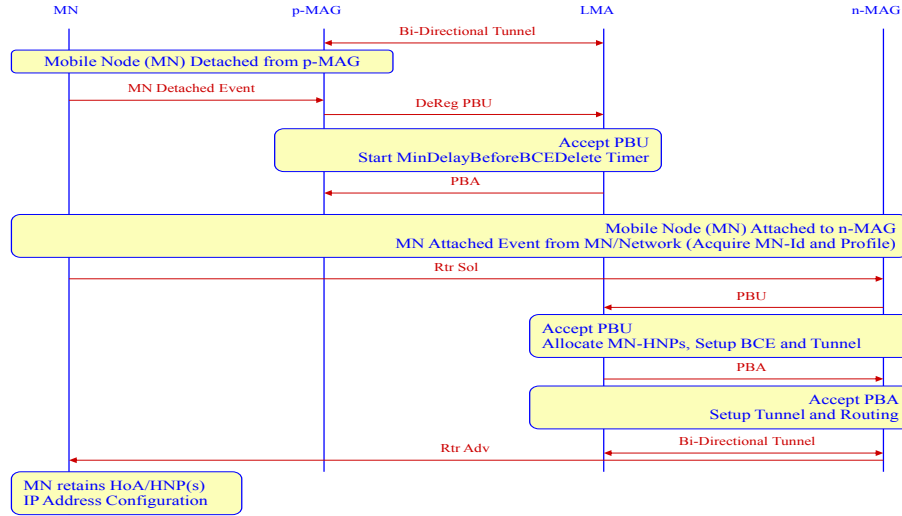 MN
p-MAG
LMA
n-MAG
Bi-Directional Tunnel
Mobile Node (MN) Detached from p-MAG
MN Detached Event
DeReg PBU
Accept PBU
Start MinDelayBeforeBCEDelete Timer
PBA
Mobile Node (MN) Attached to n-MAG
MN Attached Event from MN/Network (Acquire MN-Id and Profile)
Rtr Sol
PBU
Accept PBU
Allocate MN-HNPs, Setup BCE and Tunnel
PBA
Accept PBA
Setup Tunnel and Routing
Bi-Directional Tunnel
Rtr Adv
MN retains HoA/HNP(s)
IP Address Configuration